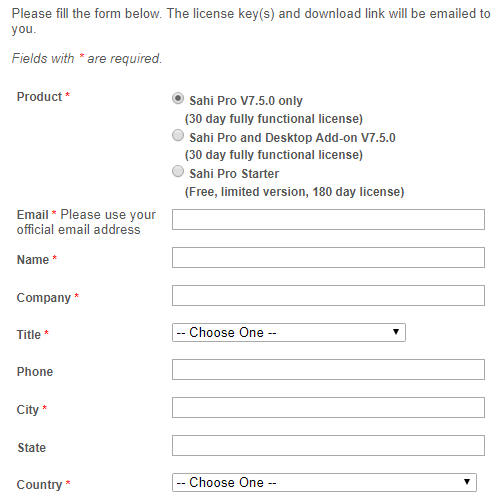 Please fill the form below. The license key(s) and download link will be emailed to
you.
Fields with * are required.
Product *
Sahi Pro V7.5.0 only
(30 day fully functional license)
Sahi Pro and Desktop Add-on V7.5.0
(30 day fully functional license)
Sahi Pro Starter
(Free, limited version, 180 day license)
Email * Please use your
official email address
Name *
Company *
Title *
-- Choose One --
Phone
City *
State
Country *
-- Choose One --